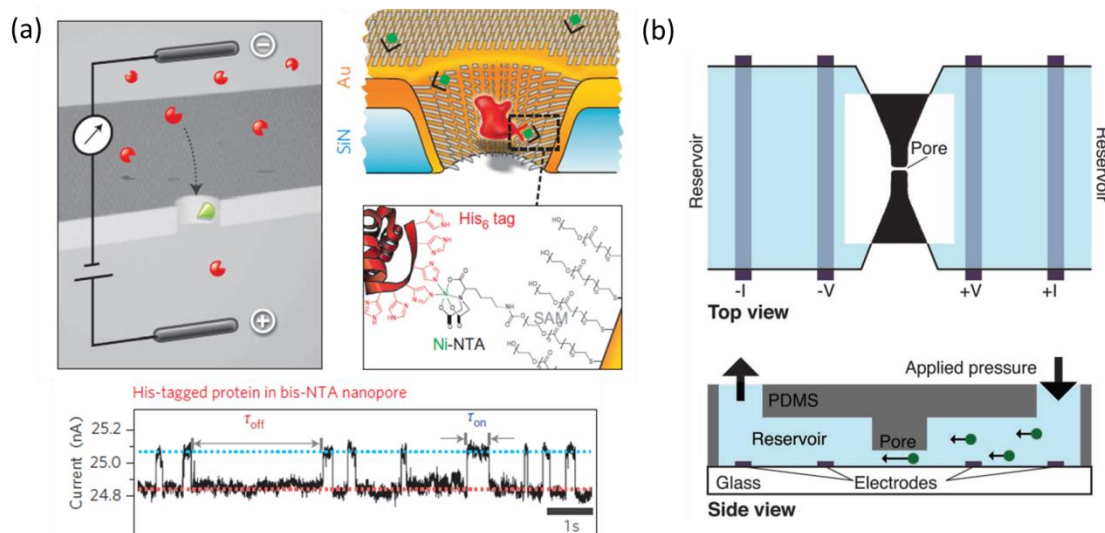 (a)
⊖
⊕
Au
SiN
His6 tag
Ni-NTA
SAM
His-tagged protein in bis-NTA nanopore
Current (nA)
25.2
25.0
24.8
τoff
τon
1s
(b)
Reservoir
Pore
Reservoir
-I
-V
+V
+I
Top view
Applied pressure
PDMS
Reservoir
Pore
Glass
Electrodes
Side view